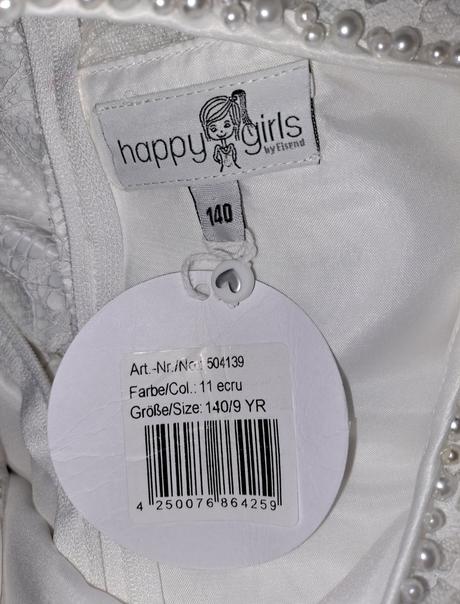 happy girls
by Eisend
140
Art.-Nr./No.: 504139
Farbe/Col.: 11 ecru
Größe/Size: 140/9 YR
4 250076 864259